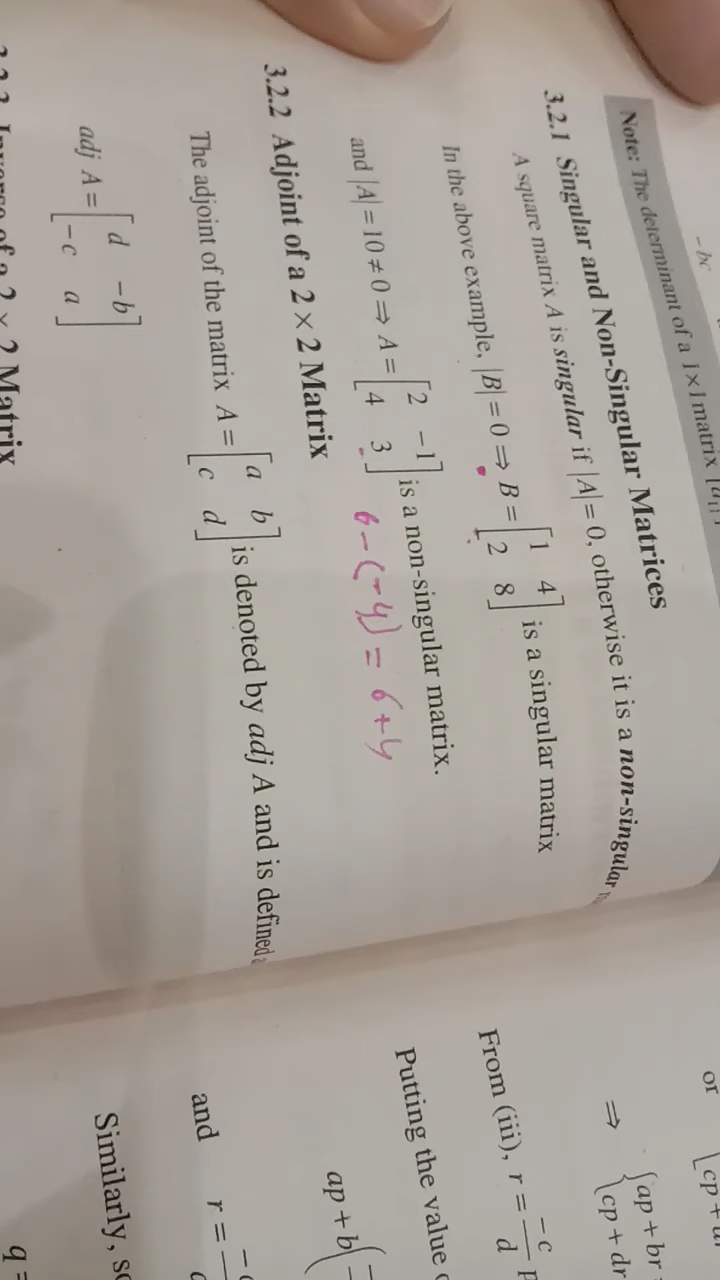 - bc
Note: The determinant of a 1×1 matrix
3.2.1 Singular and Non-Singular Matrices
A square matrix A is singular if |A| = 0, otherwise it is a non-singular
In the above example, |B| = 0 ⇒ B = [1 4; 2 8] is a singular matrix
and |A| = 10 ≠ 0 ⇒ A = [2 −1; 4 3] is a non-singular matrix.
6 − (−4) = 6 + 4
3.2.2 Adjoint of a 2 × 2 Matrix
The adjoint of the matrix A = [a b; c d] is denoted by adj A and is defined
adj A = [d −b; −c a]
of a 2 × 2 Matrix
or
⇒ {ap + br
cp + dr
From (iii), r = −c/d p
Putting the value
ap + b(
and r =
Similarly,
q =